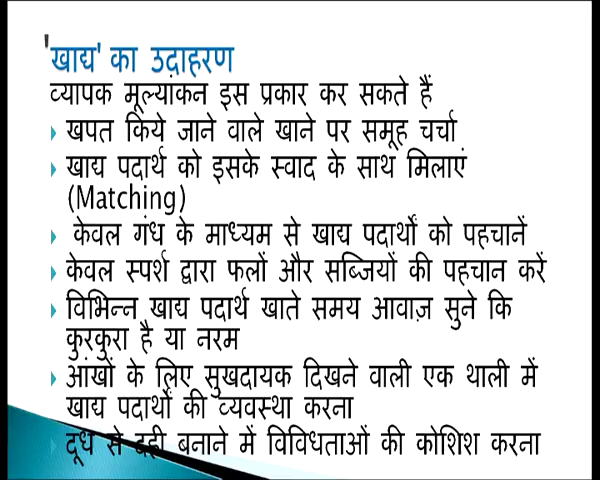 'खाद्य' का उदाहरण
व्यापक मूल्यांकन इस प्रकार कर सकते हैं
खपत किये जाने वाले खाने पर समूह चर्चा
खाद्य पदार्थ को इसके स्वाद के साथ मिलाएं
(Matching)
केवल गंध के माध्यम से खाद्य पदार्थों को पहचानें
केवल स्पर्श द्वारा फलों और सब्जियों की पहचान करें
विभिन्न खाद्य पदार्थ खाते समय आवाज़ सुने कि
कुरकुरा है या नरम
आंखों के लिए सुखदायक दिखने वाली एक थाली में
खाद्य पदार्थों की व्यवस्था करना
दूध से दही बनाने में विविधताओं की कोशिश करना